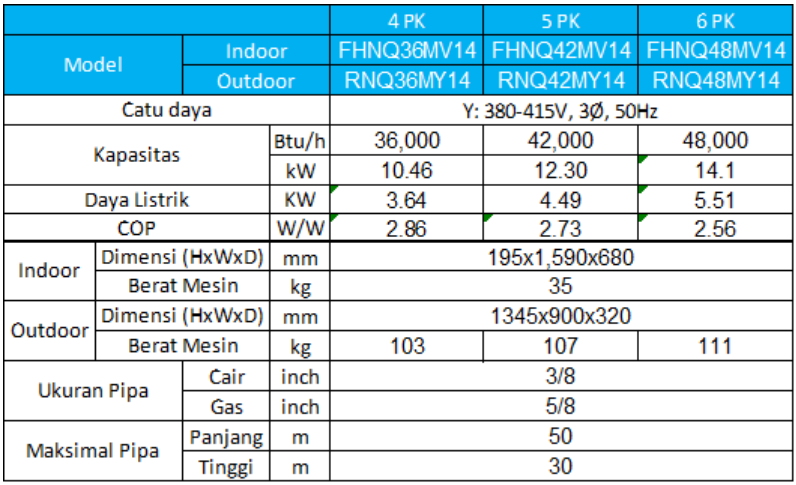 4 PK 5 PK 6 PK
Model Indoor FHNQ36MV14 FHNQ42MV14 FHNQ48MV14
Outdoor RNQ36MY14 RNQ42MY14 RNQ48MY14
Catu daya Y: 380-415V, 3Ø, 50Hz
Kapasitas Btu/h 36,000 42,000 48,000
kW 10.46 12.30 14.1
Daya Listrik KW 3.64 4.49 5.51
COP W/W 2.86 2.73 2.56
Indoor Dimensi (HxWxD) mm 195x1,590x680
Berat Mesin kg 35
Outdoor Dimensi (HxWxD) mm 1345x900x320
Berat Mesin kg 103 107 111
Ukuran Pipa Cair inch 3/8
Gas inch 5/8
Maksimal Pipa Panjang m 50
Tinggi m 30